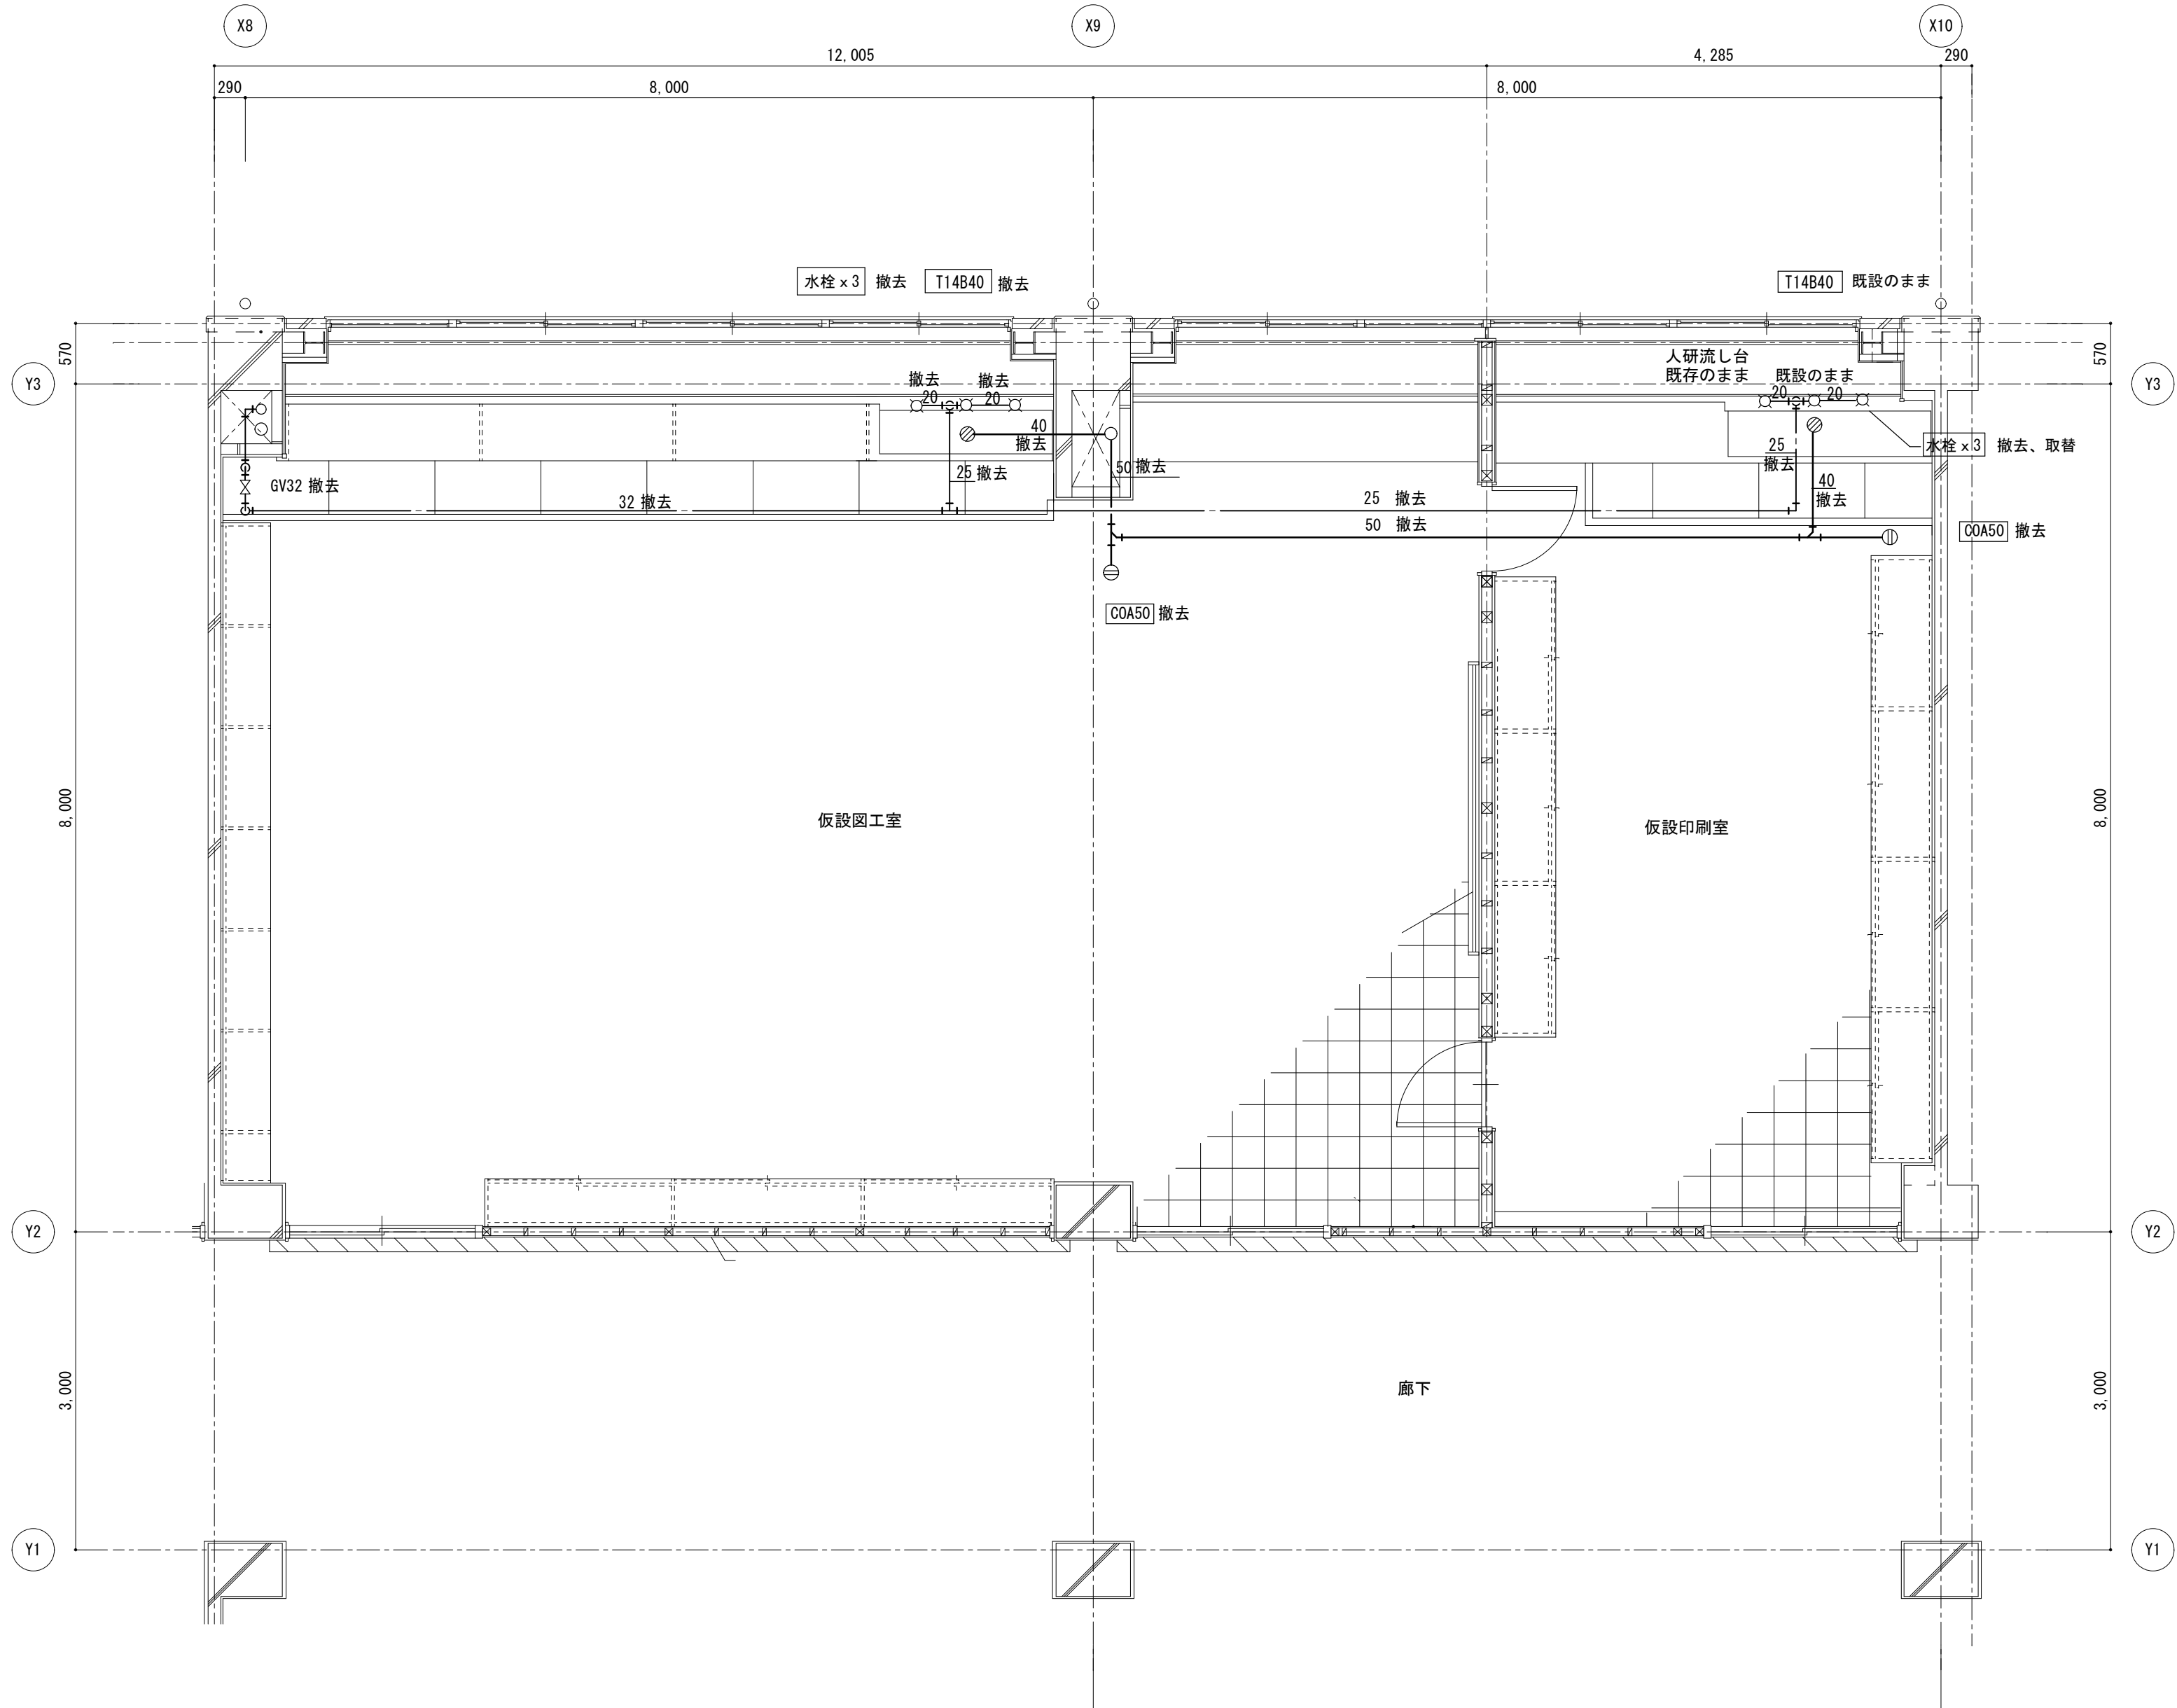 X8
X9
X10
12,005
4,285
290
290
8,000
8,000
水栓×3 撤去 T14B40 撤去
T14B40 既設のまま
570
570
Y3
Y3
人研流し台
既存のまま
既設のまま
撤去
撤去
20
20
20
20
40
撤去
25
撤去
水栓×3 撤去、取替
50 撤去
25 撤去
GV32 撤去
40
撤去
32 撤去
25 撤去
50 撤去
COA50 撤去
COA50 撤去
8,000
8,000
仮設図工室
仮設印刷室
Y2
Y2
3,000
3,000
廊下
Y1
Y1